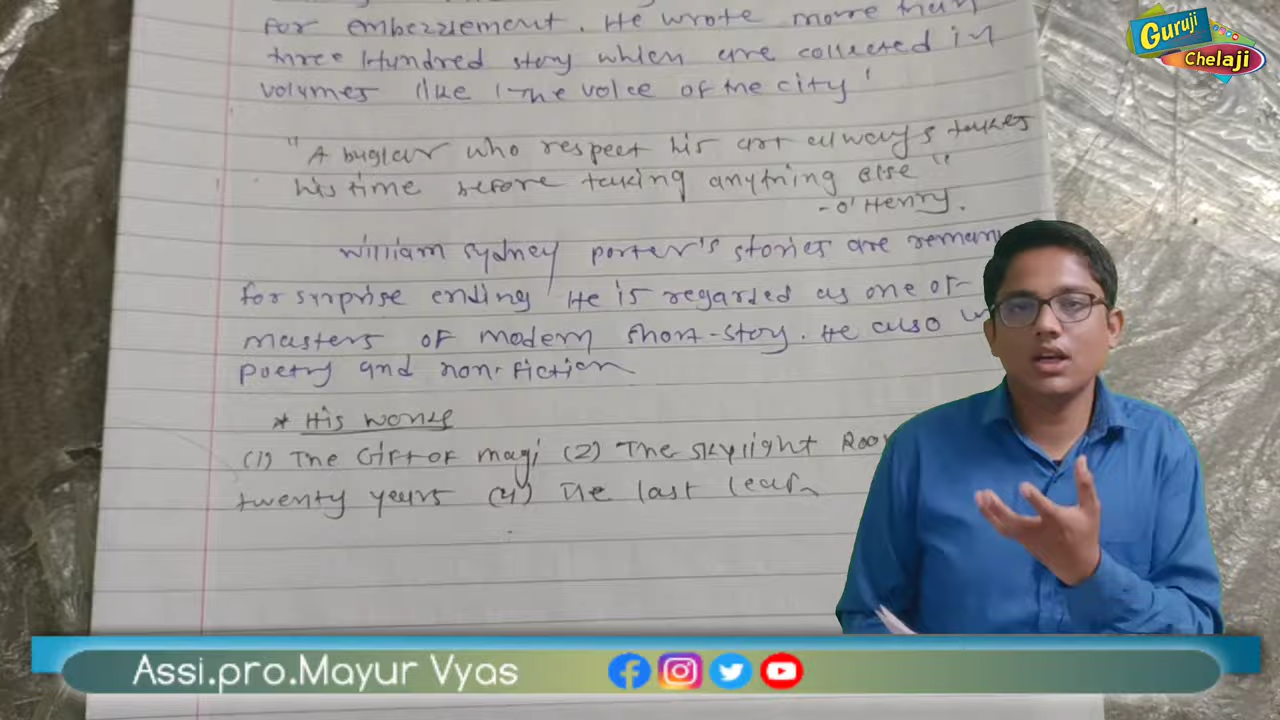 for embezzlement. He wrote more than
three Hundred story which are collected in
volumes like 'The voice of the city'
"A buglar who respect his art always takes
his time before taking anything else"
- O' Henry.
William Sydney porter's stories are
for surprise ending He is regarded as one of
masters of modern short-story. He also
poetry and non-fiction
* His works
(1) The Gift of magi (2) The skylight
twenty years (4) The last leaf
Guruji
Chelaji
Assi.pro.Mayur Vyas